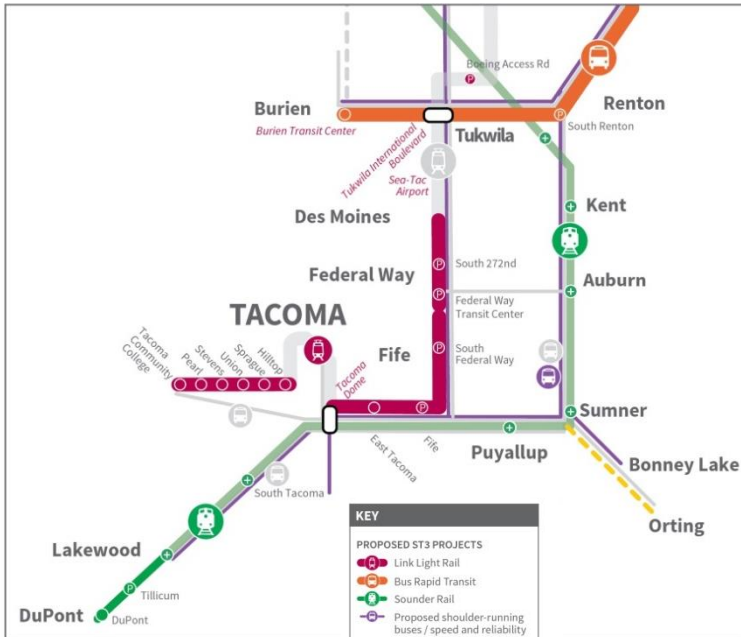 Boeing Access Rd
Burien
Burien Transit Center
Renton
South Renton
Tukwila
Tukwila International
Boulevard
Sea-Tac
Airport
Des Moines
Kent
South 272nd
Federal Way
Auburn
Federal Way
Transit Center
TACOMA
Tacoma
Community
College
Pearl
Stevens
Union
Sprague
Hilltop
Fife
South
Federal Way
Tacoma
Dome
Sumner
East Tacoma
Fife
Puyallup
Bonney Lake
Orting
South Tacoma
Lakewood
Tillicum
DuPont
DuPont
P
P
P
P
P
P
KEY
PROPOSED ST3 PROJECTS
Link Light Rail
Bus Rapid Transit
Sounder Rail
Proposed shoulder-running
buses / speed and reliability